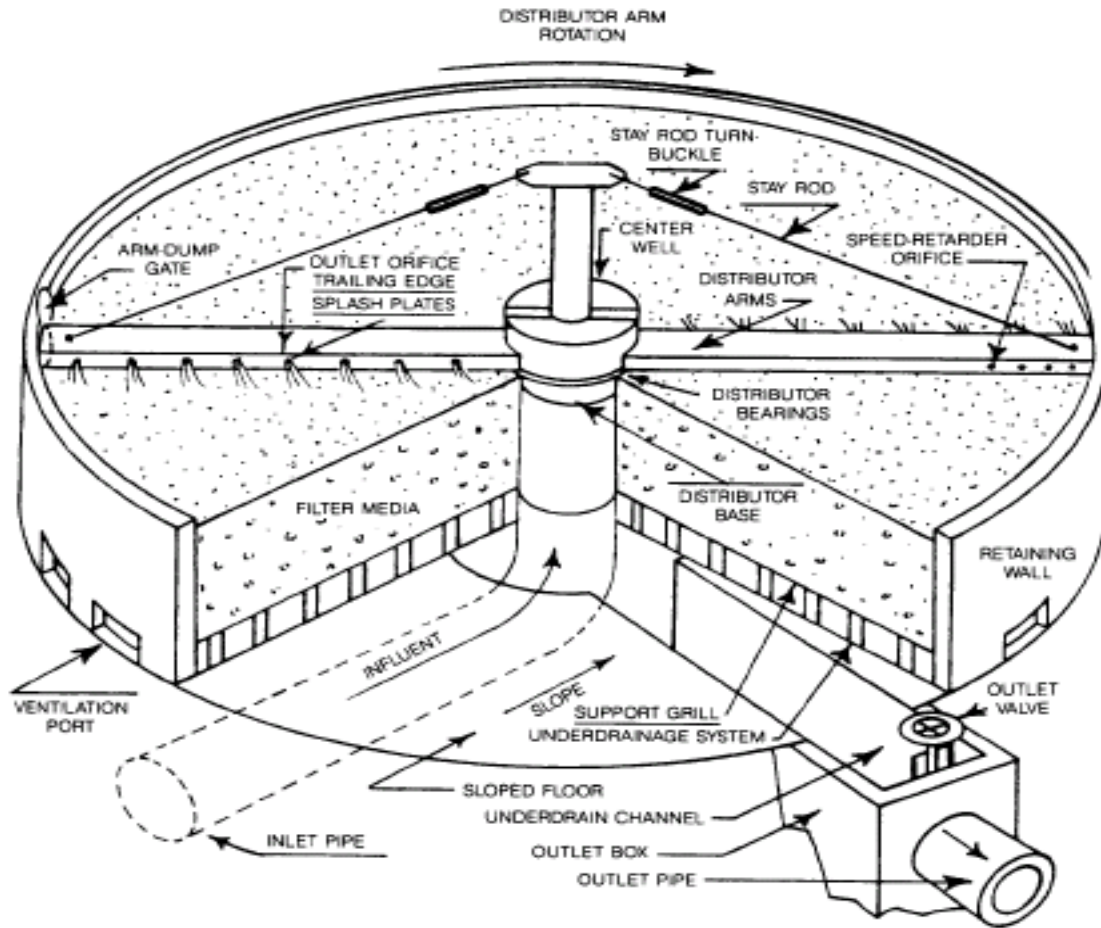 DISTRIBUTOR ARM
ROTATION
STAY ROD TURN-
BUCKLE
STAY ROD
CENTER
WELL
SPEED-RETARDER
ORIFICE
ARM-DUMP
GATE
OUTLET ORIFICE
TRAILING EDGE
SPLASH PLATES
DISTRIBUTOR
ARMS
DISTRIBUTOR
BEARINGS
FILTER MEDIA
DISTRIBUTOR
BASE
RETAINING
WALL
INFLUENT
SLOPE
VENTILATION
PORT
SUPPORT GRILL
UNDERDRAINAGE SYSTEM
OUTLET
VALVE
SLOPED FLOOR
UNDERDRAIN CHANNEL
INLET PIPE
OUTLET BOX
OUTLET PIPE